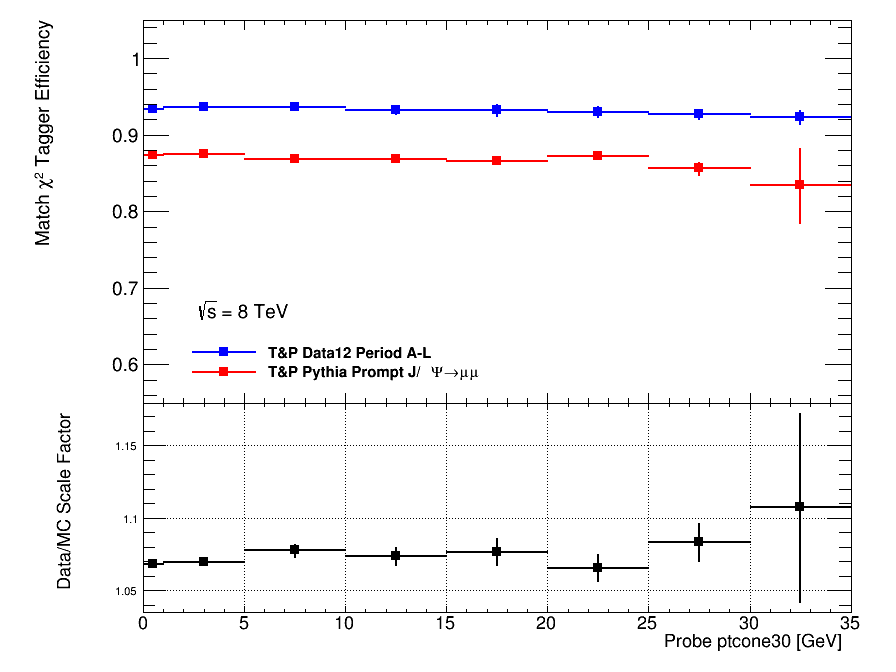 Match χ² Tagger Efficiency
1
0.9
0.8
0.7
0.6
√s = 8 TeV
T&P Data12 Period A-L
T&P Pythia Prompt J/ Ψ→μμ
Data/MC Scale Factor
1.15
1.1
1.05
0 5 10 15 20 25 30 35
Probe ptcone30 [GeV]